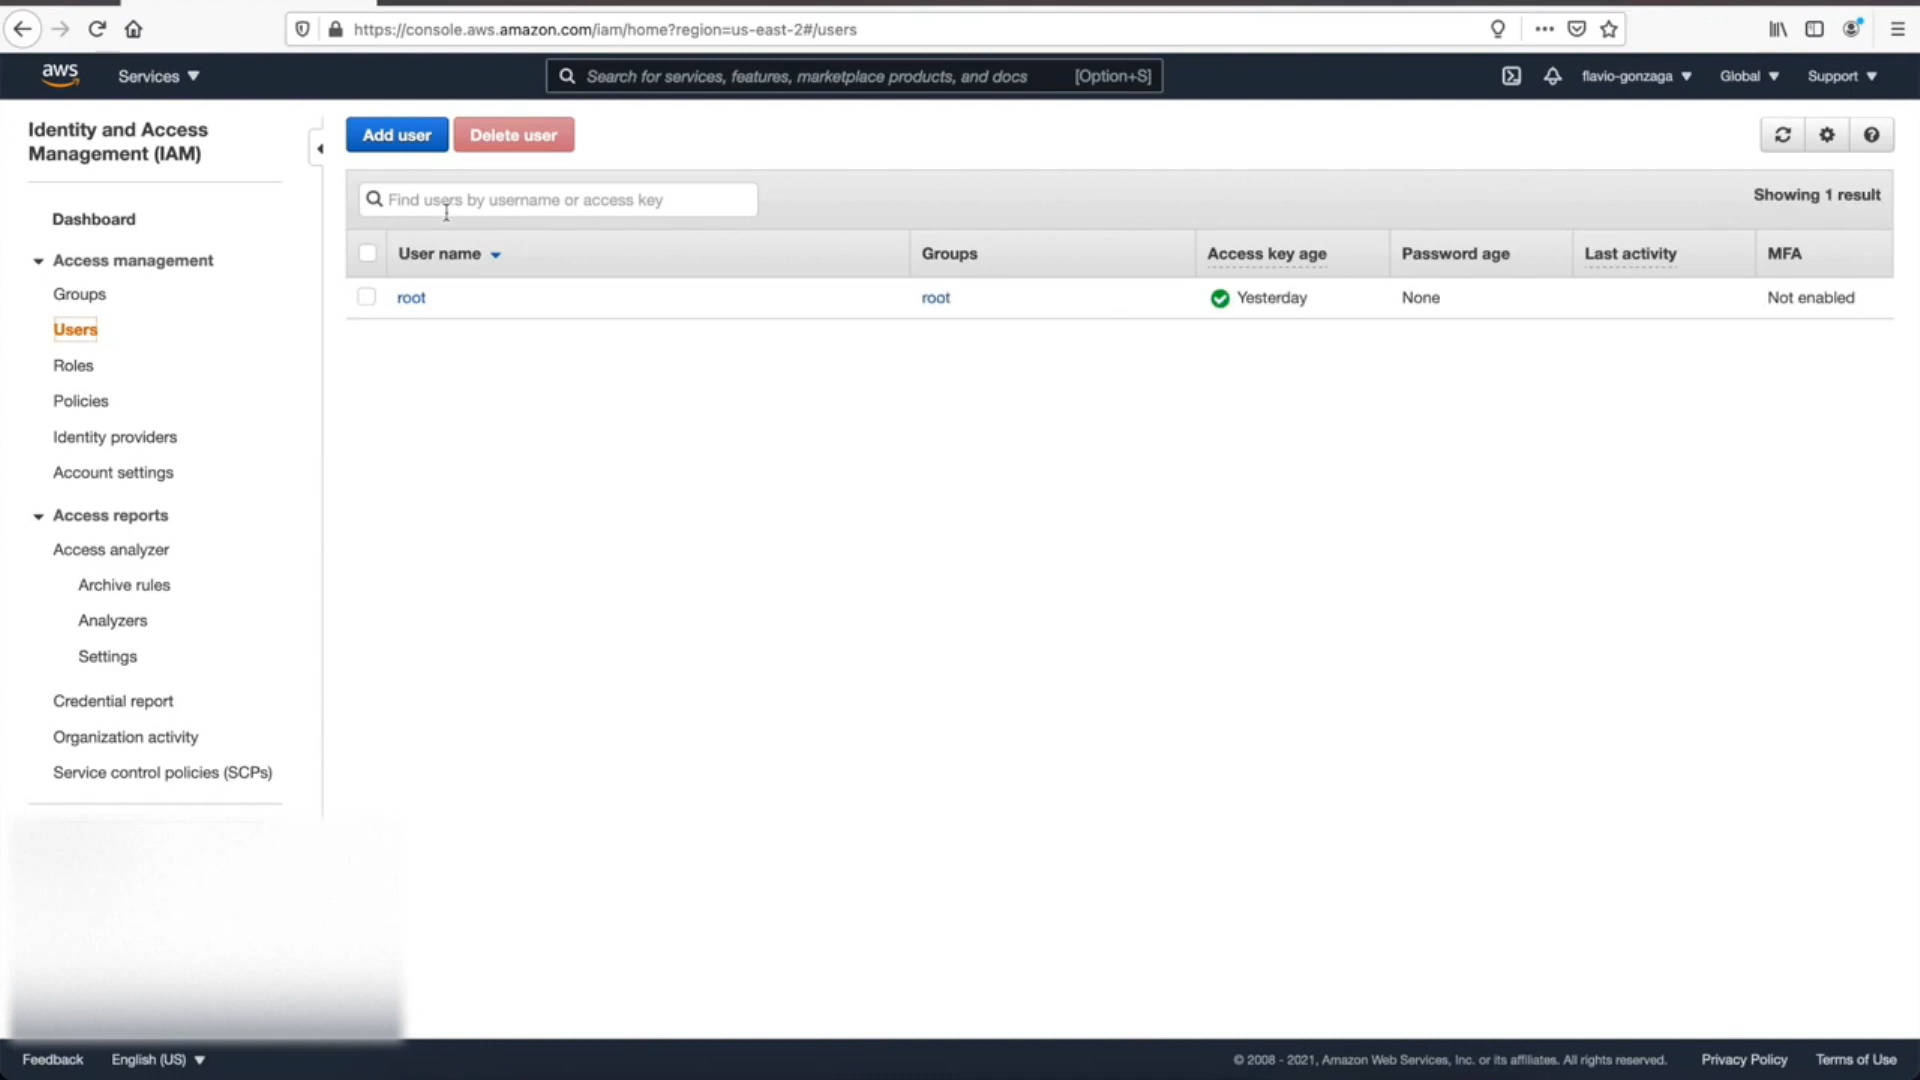 https://console.aws.amazon.com/iam/home?region=us-east-2#/users
aws
Services
Search for services, features, marketplace products, and docs
[Option+S]
flavio-gonzaga
Global
Support
Identity and Access
Management (IAM)
Dashboard
Access management
Groups
Users
Roles
Policies
Identity providers
Account settings
Access reports
Access analyzer
Archive rules
Analyzers
Settings
Credential report
Organization activity
Service control policies (SCPs)
Add user
Delete user
Find users by username or access key
Showing 1 result
User name
Groups
Access key age
Password age
Last activity
MFA
root
root
Yesterday
None
Not enabled
Feedback
English (US)
© 2008 - 2021, Amazon Web Services, Inc. or its affiliates. All rights reserved.
Privacy Policy
Terms of Use